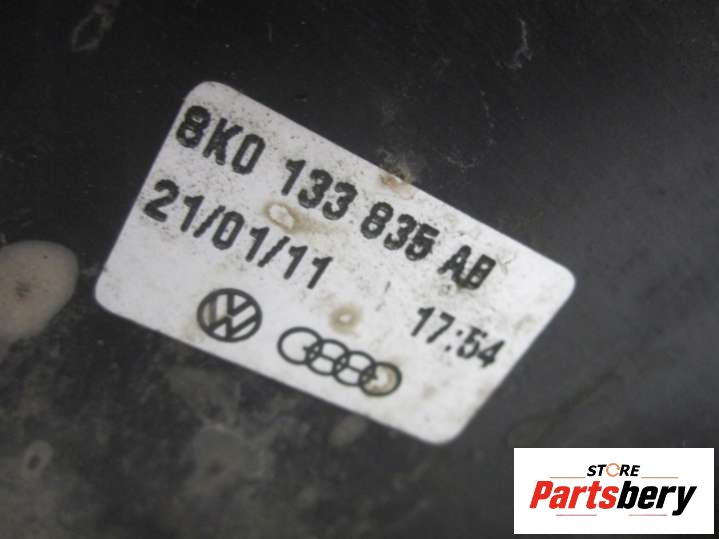 8K0 133 835 AB
21/01/11 17:54
STORE
Partsbery